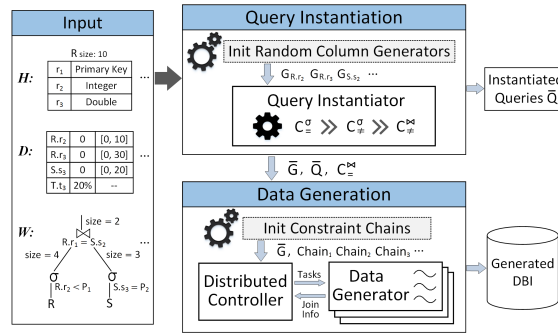 Input
R size: 10
H:
r₁ Primary Key ...
r₂ Integer
r₃ Double
D:
R.r₂ 0 [0, 10]
R.r₃ 0 [0, 30] ...
S.s₃ 0 [0, 20]
T.t₃ 20% --
W:
size = 2
⋈ R.r₁ = S.s₂ ...
size = 4 size = 3
σ R.r₂ < P₁ σ S.s₃ = P₂
R S
Query Instantiation
Init Random Column Generators
G R.r₂ G R.r₃ G S.s₂ ...
Query Instantiator
C₌^σ >> C≠^σ >> C≠^⋈
Instantiated
Queries Q̅
G̅, Q̅, C₌^⋈
Data Generation
Init Constraint Chains
G̅, Chain₁ Chain₂ Chain₃ ...
Distributed
Controller
Tasks
Join
Info
Data
Generator
Generated
DBI